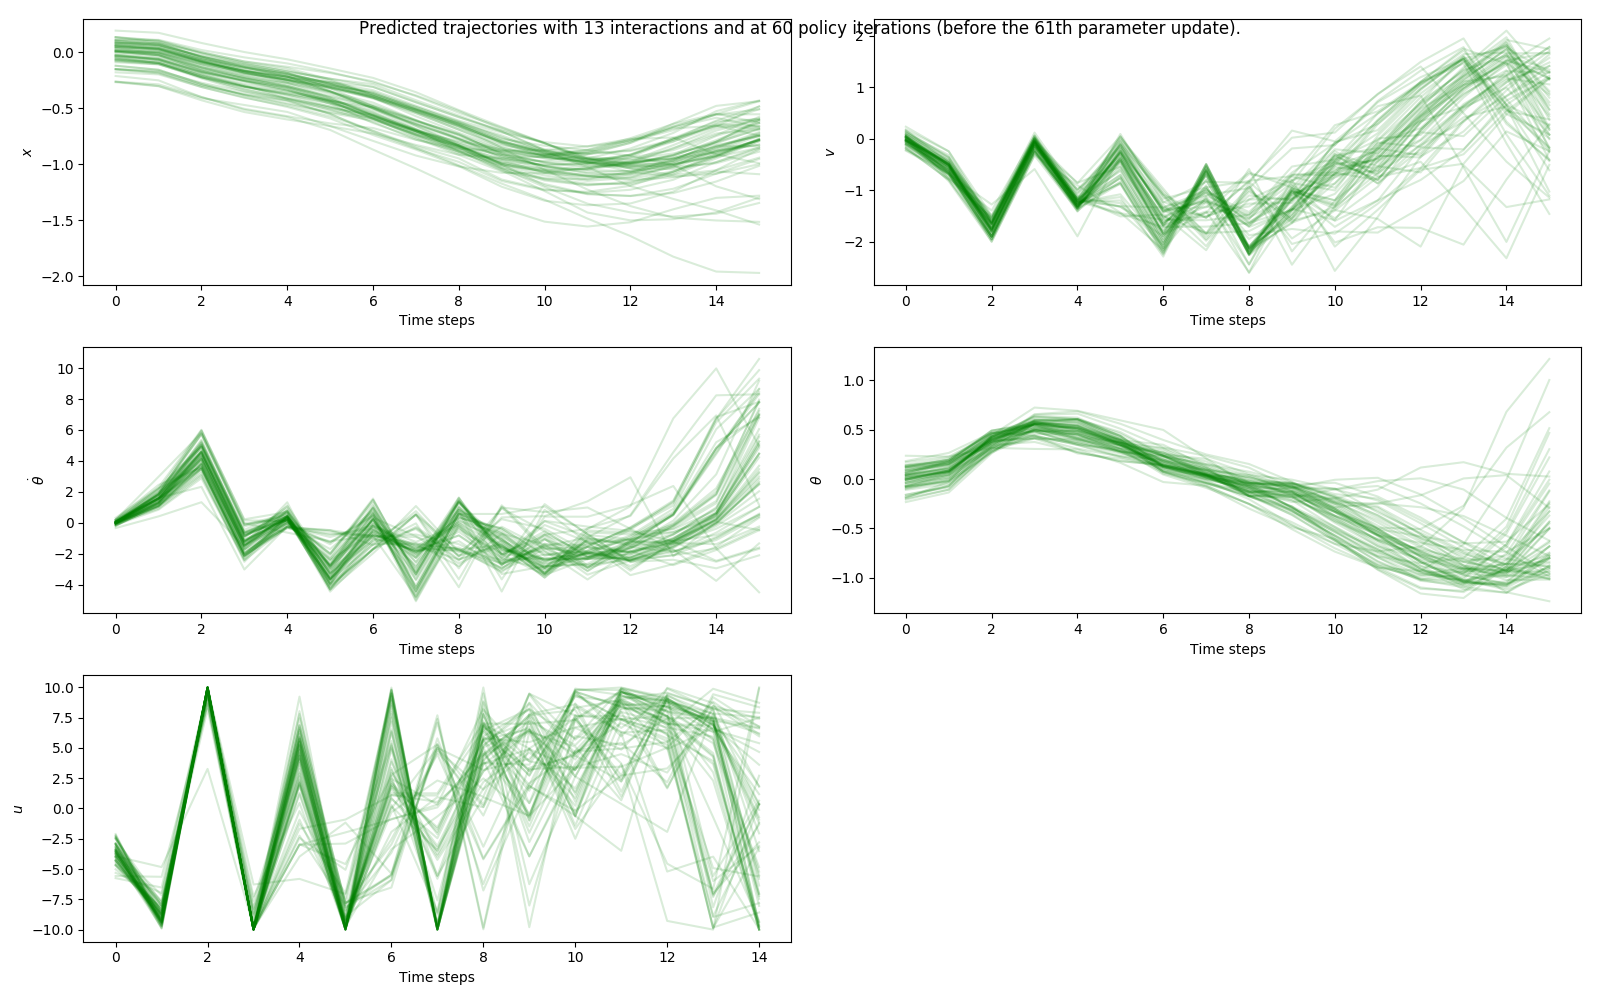 Predicted trajectories with 13 interactions and at 60 policy iterations (before the 61th parameter update).
0.0
−0.5
−1.0
−1.5
−2.0
x
0 2 4 6 8 10 12 14
Time steps
2
1
0
−1
−2
v
0 2 4 6 8 10 12 14
Time steps
10
8
6
4
2
0
−2
−4
θ̇
0 2 4 6 8 10 12 14
Time steps
1.0
0.5
0.0
−0.5
−1.0
θ
0 2 4 6 8 10 12 14
Time steps
10.0
7.5
5.0
2.5
0.0
−2.5
−5.0
−7.5
−10.0
u
0 2 4 6 8 10 12 14
Time steps